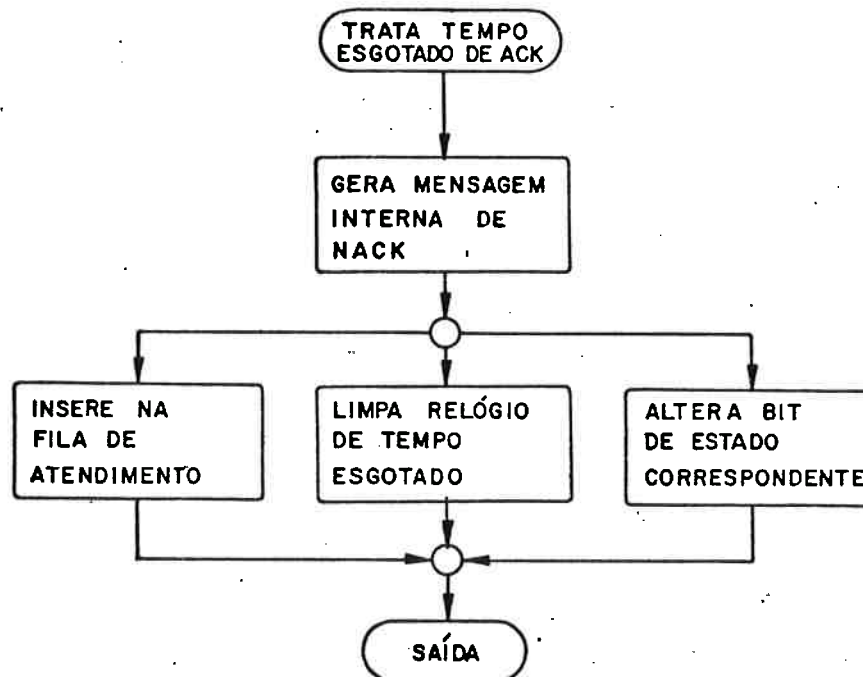 TRATA TEMPO
ESGOTADO DE ACK
GERA MENSAGEM
INTERNA DE
NACK
INSERE NA
FILA DE
ATENDIMENTO
LIMPA RELÓGIO
DE TEMPO
ESGOTADO
ALTERA BIT
DE ESTADO
CORRESPONDENTE
SAÍDA